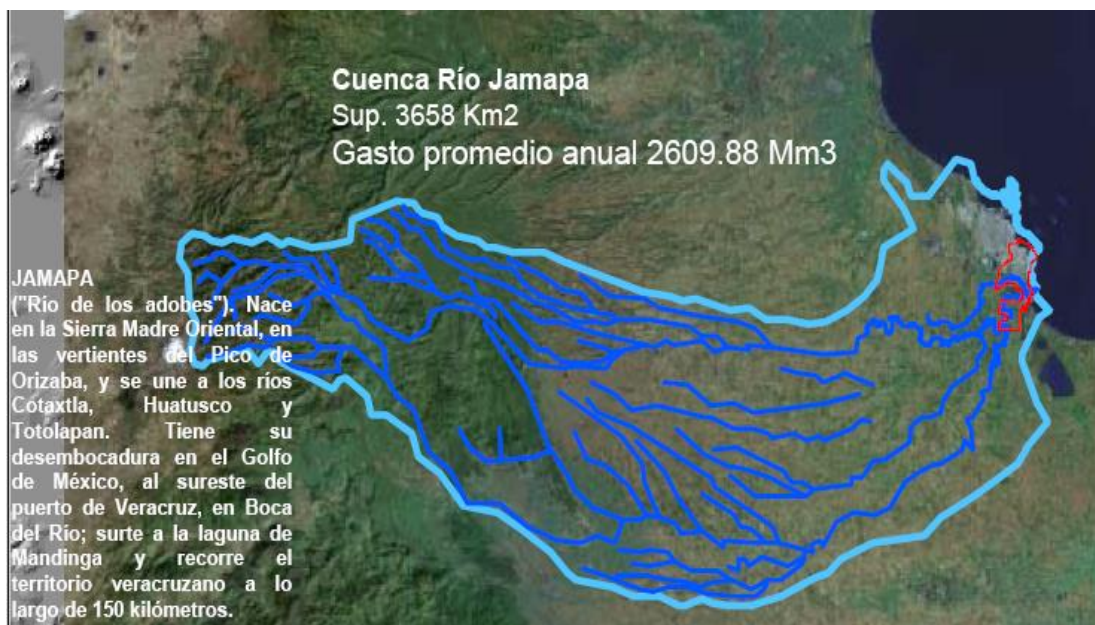 Cuenca Río Jamapa
Sup. 3658 Km2
Gasto promedio anual 2609.88 Mm3
JAMAPA
("Río de los adobes"). Nace
en la Sierra Madre Oriental, en
las vertientes del Pico de
Orizaba, y se une a los ríos
Cotaxtla, Huatusco y
Totolapan. Tiene su
desembocadura en el Golfo
de México, al sureste del
puerto de Veracruz, en Boca
del Río; surte a la laguna de
Mandinga y recorre el
territorio veracruzano a lo
largo de 150 kilómetros.